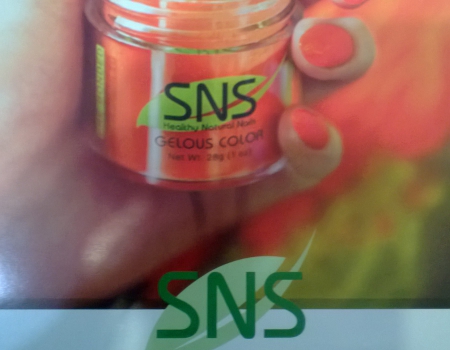 SNS
Healthy Natural Nails
GELOUS COLOR
Net Wt. 28g (1 oz)
SNS